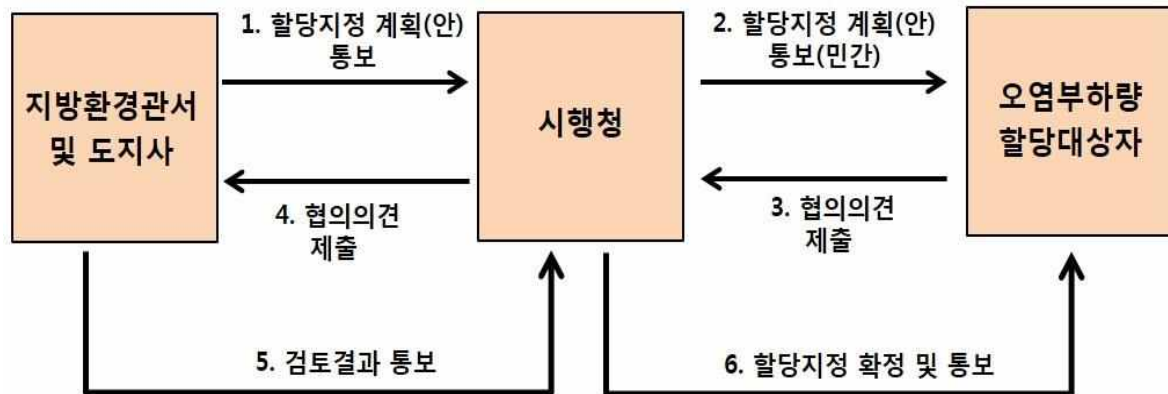 1. 할당지정 계획(안)
통보
2. 할당지정 계획(안)
통보(민간)
지방환경관서
및 도지사
시행청
오염부하량
할당대상자
4. 협의의견
제출
3. 협의의견
제출
5. 검토결과 통보
6. 할당지정 확정 및 통보